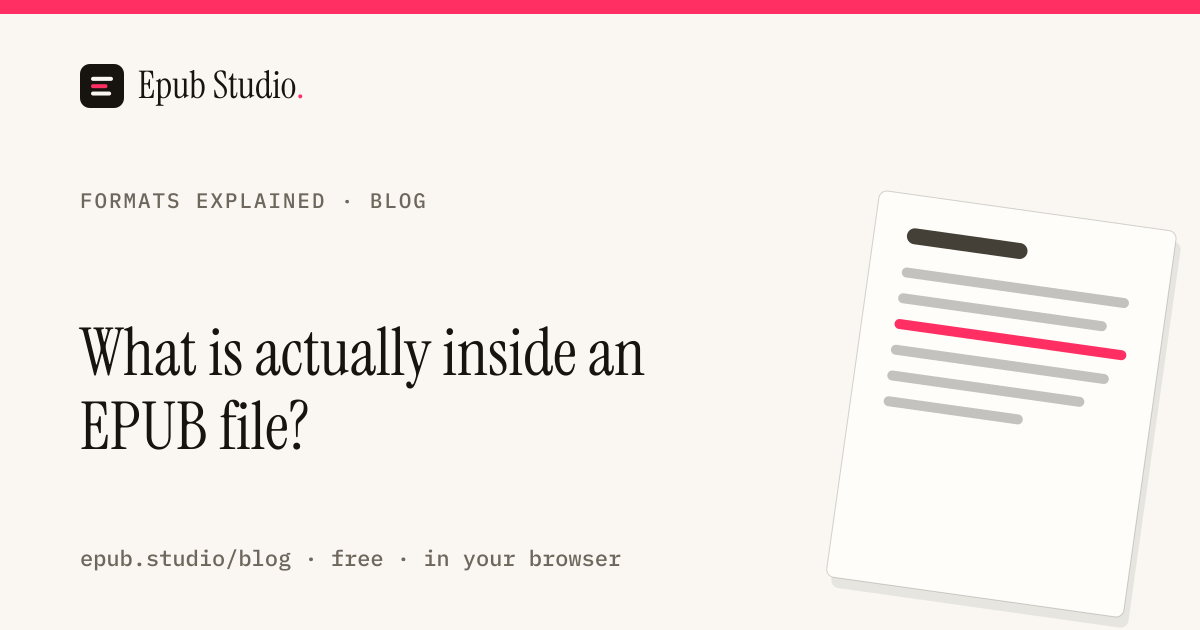 Epub Studio.
FORMATS EXPLAINED · BLOG
What is actually inside an
EPUB file?
epub.studio/blog · free · in your browser